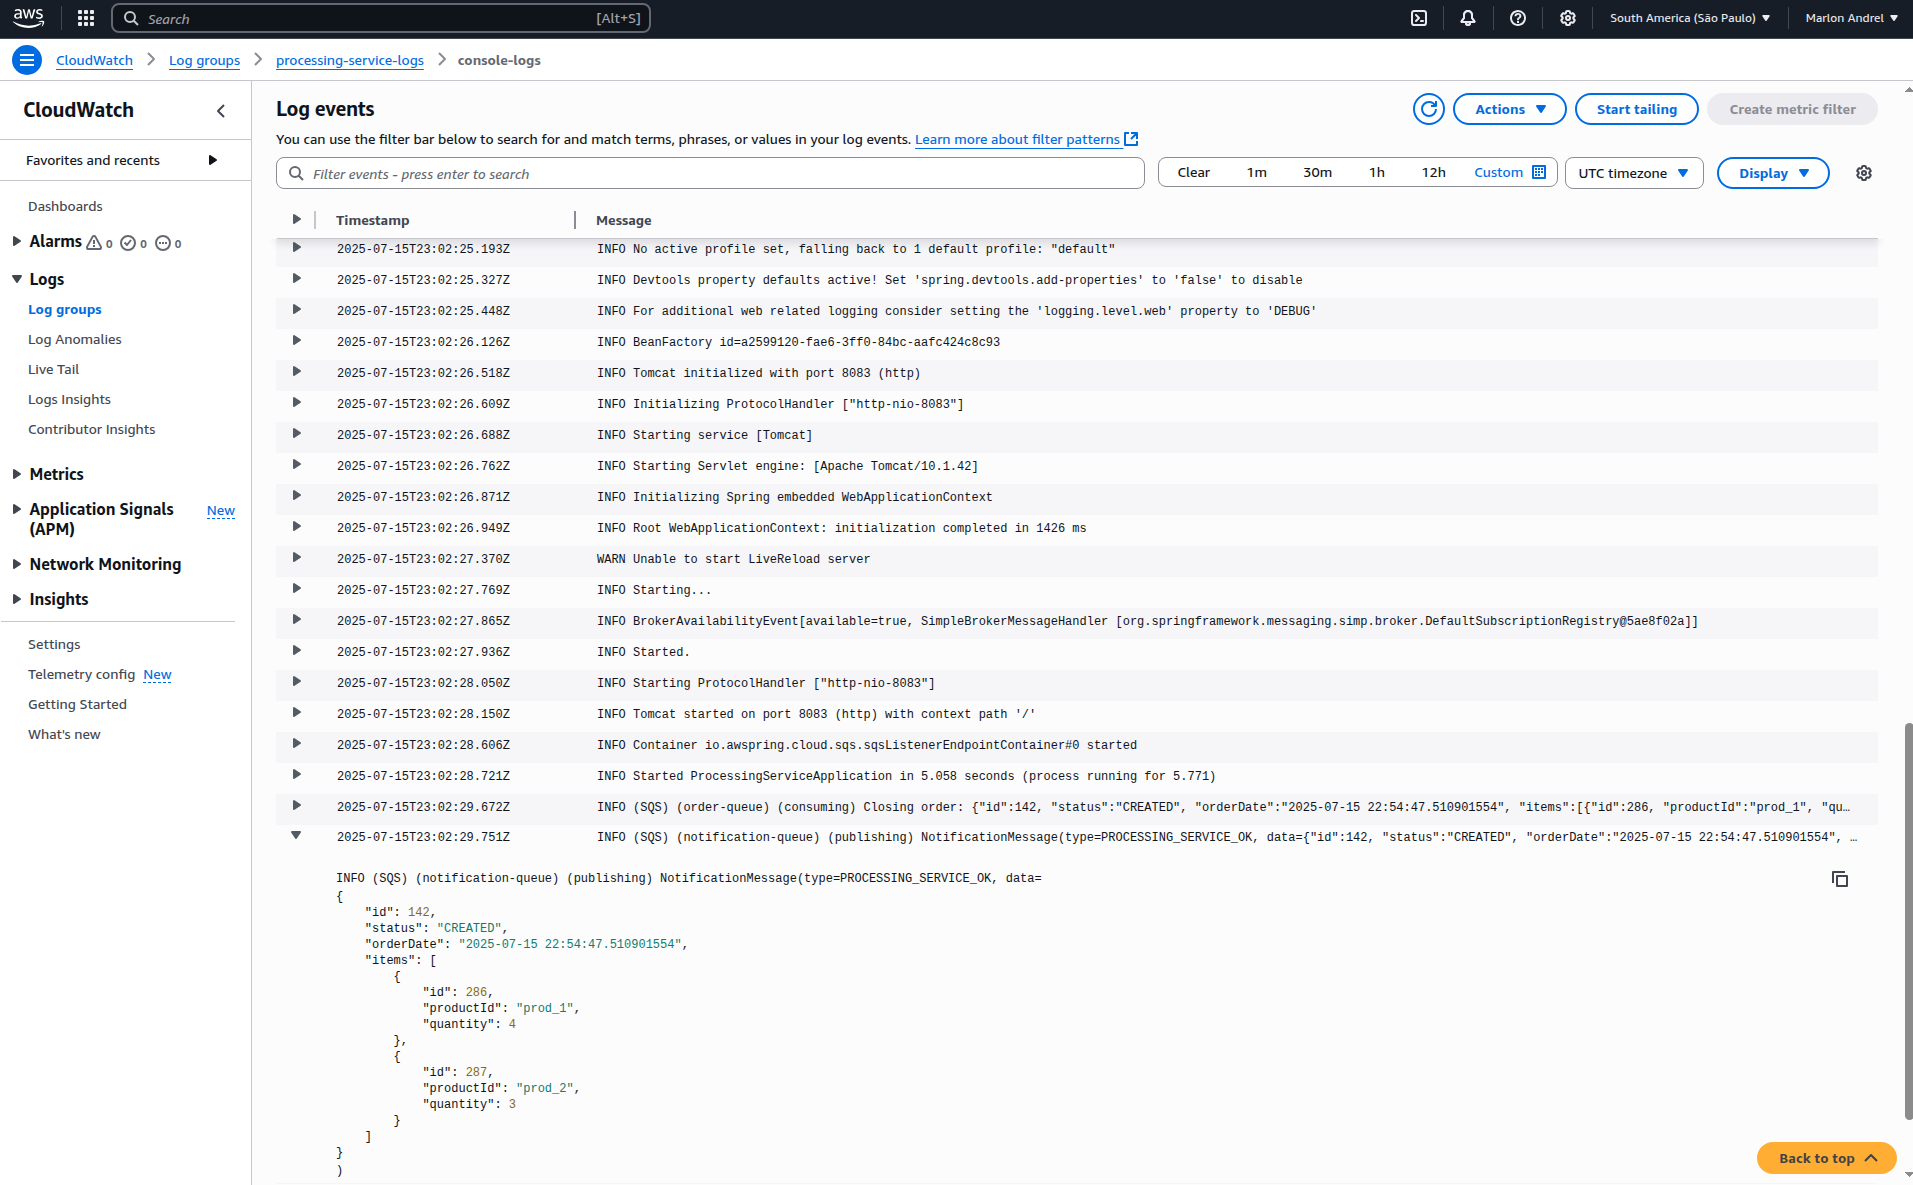 aws
Search [Alt+S]
South America (São Paulo)
Marlon Andrel
CloudWatch
Log groups
processing-service-logs
console-logs
CloudWatch
Favorites and recents
Dashboards
Alarms 0 0 0
Logs
Log groups
Log Anomalies
Live Tail
Logs Insights
Contributor Insights
Metrics
Application Signals (APM) New
Network Monitoring
Insights
Settings
Telemetry config New
Getting Started
What's new
Log events
Actions
Start tailing
Create metric filter
You can use the filter bar below to search for and match terms, phrases, or values in your log events. Learn more about filter patterns
Filter events - press enter to search
Clear 1m 30m 1h 12h Custom
UTC timezone
Display
Timestamp Message
2025-07-15T23:02:25.193Z INFO No active profile set, falling back to 1 default profile: "default"
2025-07-15T23:02:25.327Z INFO Devtools property defaults active! Set 'spring.devtools.add-properties' to 'false' to disable
2025-07-15T23:02:25.448Z INFO For additional web related logging consider setting the 'logging.level.web' property to 'DEBUG'
2025-07-15T23:02:26.126Z INFO BeanFactory id=a2599120-fae6-3ff0-84bc-aafc424c8c93
2025-07-15T23:02:26.518Z INFO Tomcat initialized with port 8083 (http)
2025-07-15T23:02:26.609Z INFO Initializing ProtocolHandler ["http-nio-8083"]
2025-07-15T23:02:26.688Z INFO Starting service [Tomcat]
2025-07-15T23:02:26.762Z INFO Starting Servlet engine: [Apache Tomcat/10.1.42]
2025-07-15T23:02:26.871Z INFO Initializing Spring embedded WebApplicationContext
2025-07-15T23:02:26.949Z INFO Root WebApplicationContext: initialization completed in 1426 ms
2025-07-15T23:02:27.370Z WARN Unable to start LiveReload server
2025-07-15T23:02:27.769Z INFO Starting...
2025-07-15T23:02:27.865Z INFO BrokerAvailabilityEvent[available=true, SimpleBrokerMessageHandler [org.springframework.messaging.simp.broker.DefaultSubscriptionRegistry@5ae8f02a]]
2025-07-15T23:02:27.936Z INFO Started.
2025-07-15T23:02:28.050Z INFO Starting ProtocolHandler ["http-nio-8083"]
2025-07-15T23:02:28.150Z INFO Tomcat started on port 8083 (http) with context path '/'
2025-07-15T23:02:28.606Z INFO Container io.awspring.cloud.sqs.sqsListenerEndpointContainer#0 started
2025-07-15T23:02:28.721Z INFO Started ProcessingServiceApplication in 5.058 seconds (process running for 5.771)
2025-07-15T23:02:29.672Z INFO (SQS) (order-queue) (consuming) Closing order: {"id":142, "status":"CREATED", "orderDate":"2025-07-15 22:54:47.510901554", "items":[{"id":286, "productId":"prod_1", "qu…
2025-07-15T23:02:29.751Z INFO (SQS) (notification-queue) (publishing) NotificationMessage(type=PROCESSING_SERVICE_OK, data={"id":142, "status":"CREATED", "orderDate":"2025-07-15 22:54:47.510901554", …
INFO (SQS) (notification-queue) (publishing) NotificationMessage(type=PROCESSING_SERVICE_OK, data=
{
"id": 142,
"status": "CREATED",
"orderDate": "2025-07-15 22:54:47.510901554",
"items": [
{
"id": 286,
"productId": "prod_1",
"quantity": 4
},
{
"id": 287,
"productId": "prod_2",
"quantity": 3
}
]
}
)
Back to top